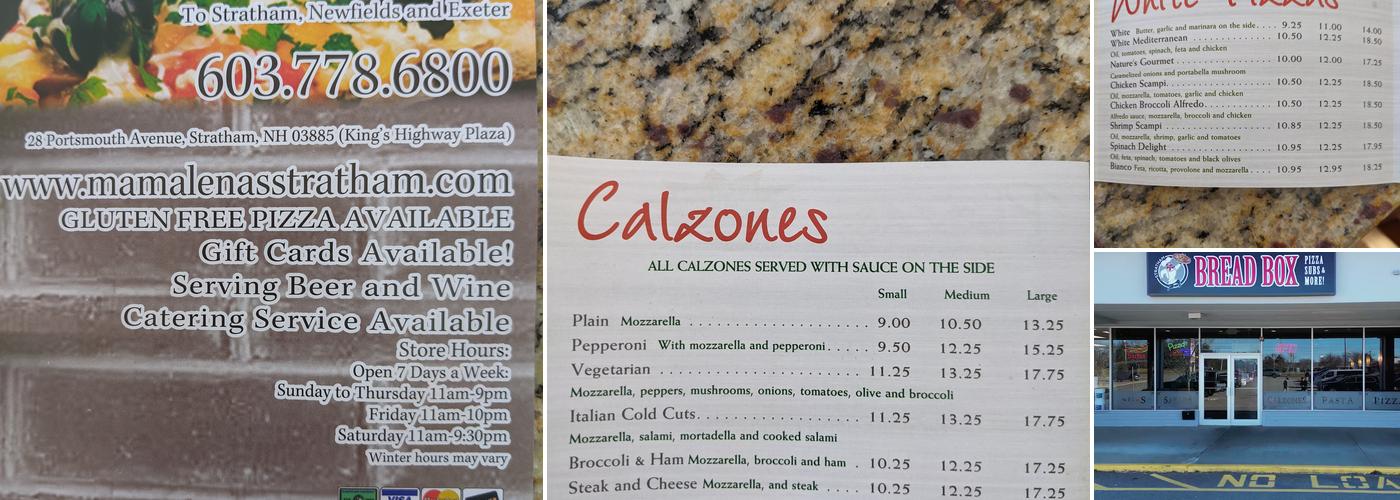 To Stratham, Newfields and Exeter
603.778.6800
28 Portsmouth Avenue, Stratham, NH 03885 (King's Highway Plaza)
www.mamalenasstratham.com
GLUTEN FREE PIZZA AVAILABLE
Gift Cards Available!
Serving Beer and Wine
Catering Service Available
Store Hours:
Open 7 Days a Week:
Sunday to Thursday 11am-9pm
Friday 11am-10pm
Saturday 11am-9:30pm
Winter hours may vary
VISA
Calzones
ALL CALZONES SERVED WITH SAUCE ON THE SIDE
Small Medium Large
Plain Mozzarella . . . . . . . . . . . . . . . . . . . . 9.00 10.50 13.25
Pepperoni With mozzarella and pepperoni . . . . . 9.50 12.25 15.25
Vegetarian . . . . . . . . . . . . . . . . . . . . . . . 11.25 13.25 17.75
Mozzarella, peppers, mushrooms, onions, tomatoes, olive and broccoli
Italian Cold Cuts. . . . . . . . . . . . . . . . . . . 11.25 13.25 17.75
Mozzarella, salami, mortadella and cooked salami
Broccoli & Ham Mozzarella, broccoli and ham . 10.25 12.25 17.25
Steak and Cheese Mozzarella, and steak . . . . 10.25 12.25 17.25
White Pizzas
White Butter, garlic and marinara on the side . . . . 9.25 11.00 14.00
White Mediterranean . . . . . . . . . . . . . . . 10.50 12.25 18.50
Oil, tomatoes, spinach, feta and chicken
Nature's Gourmet . . . . . . . . . . . . . . . . . 10.00 12.00 17.25
Caramelized onions and portabella mushroom
Chicken Scampi. . . . . . . . . . . . . . . . . . . 10.50 12.25 18.50
Oil, mozzarella, tomatoes, garlic and chicken
Chicken Broccoli Alfredo. . . . . . . . . . . . . 10.50 12.25 18.50
Alfredo sauce, mozzarella, broccoli and chicken
Shrimp Scampi . . . . . . . . . . . . . . . . . . . 10.85 12.25 18.50
Oil, mozzarella, shrimp, garlic and tomatoes
Spinach Delight . . . . . . . . . . . . . . . . . . 10.95 12.25 17.95
Oil, feta, spinach, tomatoes and black olives
Bianco Feta, ricotta, provolone and mozzarella . . . . 10.95 12.95 18.25
BREAD BOX
PIZZA
SUBS &
MORE!
CALZONES PASTA PIZZA
NO